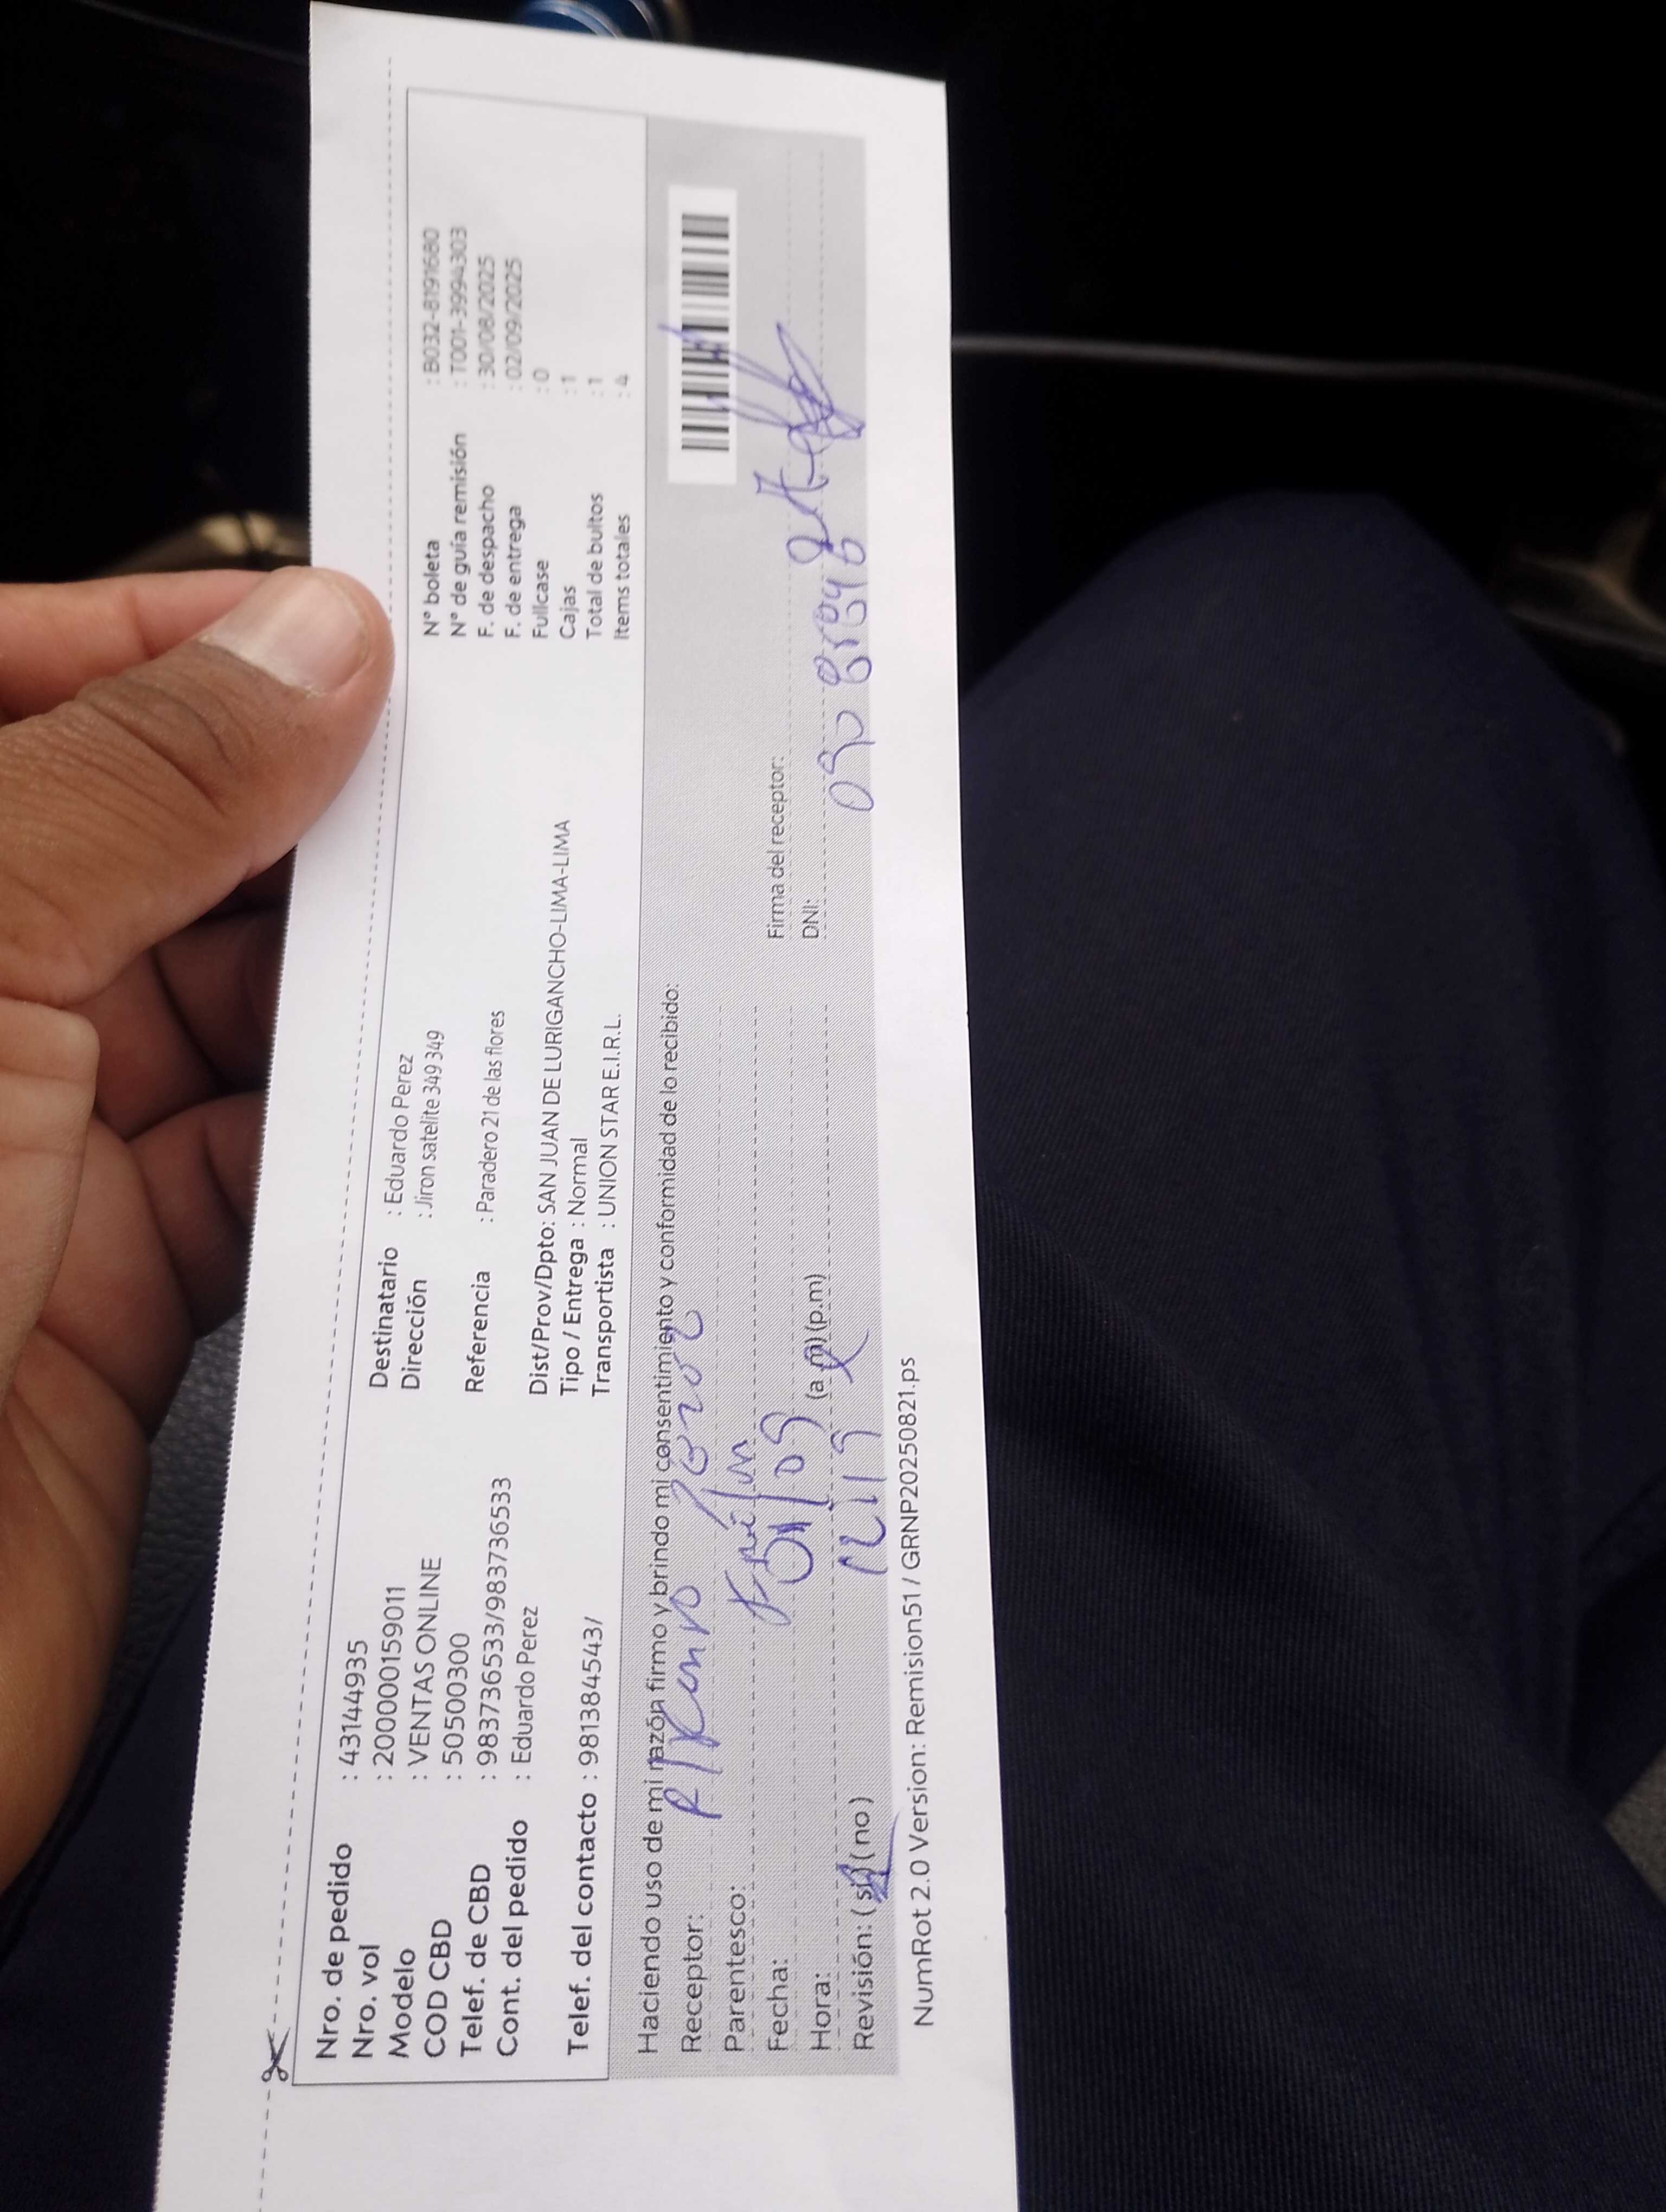 Nro. de pedido : 43144935
Nro. vol : 200000159011
Modelo : VENTAS ONLINE
COD CBD : 50500300
Telef. de CBD : 983736533/983736533
Cont. del pedido : Eduardo Perez
Telef. del contacto : 981384543/
Destinatario : Eduardo Perez
Dirección : Jiron satelite 349 349
Referencia : Paradero 21 de las flores
Dist/Prov/Dpto: SAN JUAN DE LURIGANCHO-LIMA-LIMA
Tipo / Entrega : Normal
Transportista : UNION STAR E.I.R.L.
N° boleta : B032-8191680
N° de guía remisión : T001-3994303
F. de despacho : 30/08/2025
F. de entrega : 02/09/2025
Fullcase : 0
Cajas : 1
Total de bultos : 1
Items totales : 4
Haciendo uso de mi razón firmo y brindo mi consentimiento y conformidad de lo recibido:
Receptor:
Parentesco:
Fecha:
Hora: (a.m) (p.m)
Revisión: (si) (no)
Firma del receptor:
DNI:
NumRot 2.0 Version: Remision51 / GRNP20250821.ps